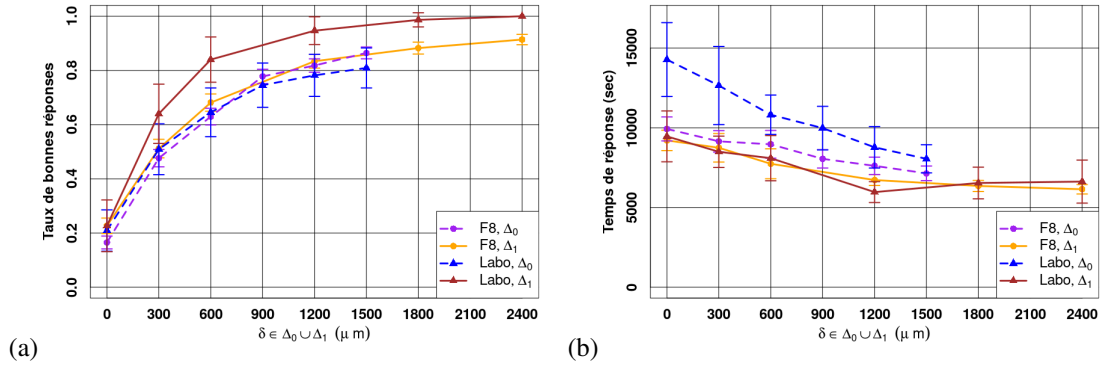 Taux de bonnes réponses
0.0
0.2
0.4
0.6
0.8
1.0
0 300 600 900 1200 1500 1800 2100 2400
δ ∈ Δ₀ ∪ Δ₁ (μ m)
F8, Δ₀
F8, Δ₁
Labo, Δ₀
Labo, Δ₁
(a)
Temps de réponse (sec)
0
5000
10000
15000
0 300 600 900 1200 1500 1800 2100 2400
δ ∈ Δ₀ ∪ Δ₁ (μ m)
F8, Δ₀
F8, Δ₁
Labo, Δ₀
Labo, Δ₁
(b)